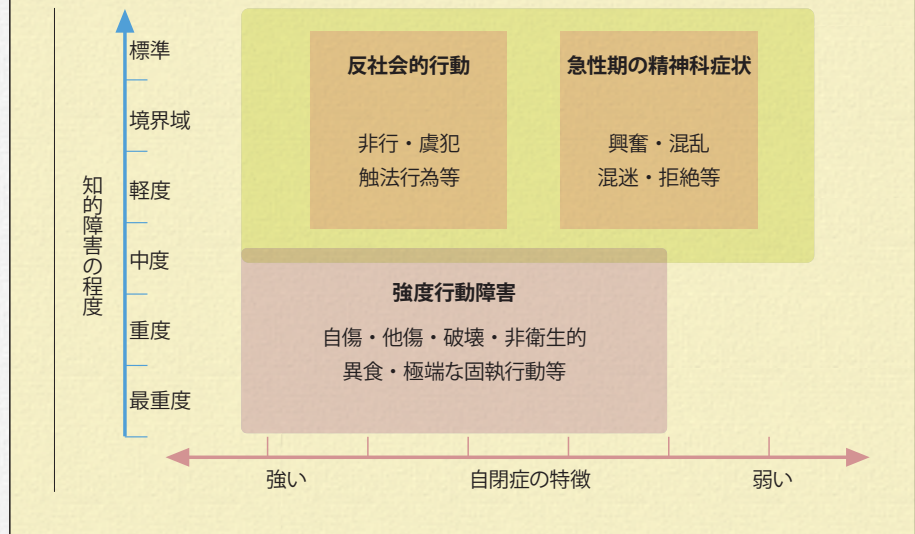 知的障害の程度
標準
境界域
軽度
中度
重度
最重度
反社会的行動
非行・虞犯
触法行為等
急性期の精神科症状
興奮・混乱
混迷・拒絶等
強度行動障害
自傷・他傷・破壊・非衛生的
異食・極端な固執行動等
強い
自閉症の特徴
弱い